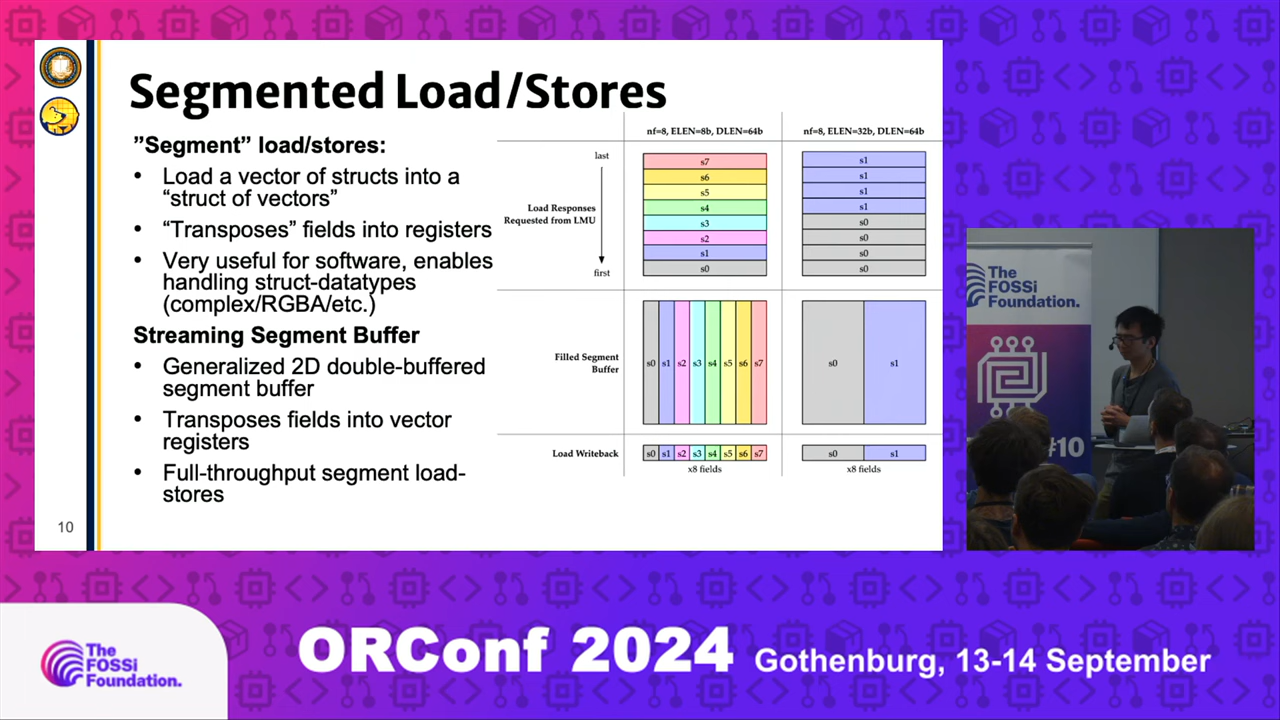 Segmented Load/Stores
”Segment” load/stores:
• Load a vector of structs into a
“struct of vectors”
• “Transposes” fields into registers
• Very useful for software, enables
handling struct-datatypes
(complex/RGBA/etc.)
Streaming Segment Buffer
• Generalized 2D double-buffered
segment buffer
• Transposes fields into vector
registers
• Full-throughput segment load-
stores
10
nf=8, ELEN=8b, DLEN=64b
nf=8, ELEN=32b, DLEN=64b
last
Load Responses
Requested from LMU
first
s7
s6
s5
s4
s3
s2
s1
s0
s1
s1
s1
s1
s0
s0
s0
s0
Filled Segment
Buffer
s0 s1 s2 s3 s4 s5 s6 s7
s0 s1
Load Writeback
s0 s1 s2 s3 s4 s5 s6 s7
s0 s1
x8 fields
x8 fields
The
FOSSi
Foundation.
#10
The
FOSSi
Foundation.
ORConf 2024 Gothenburg, 13-14 September